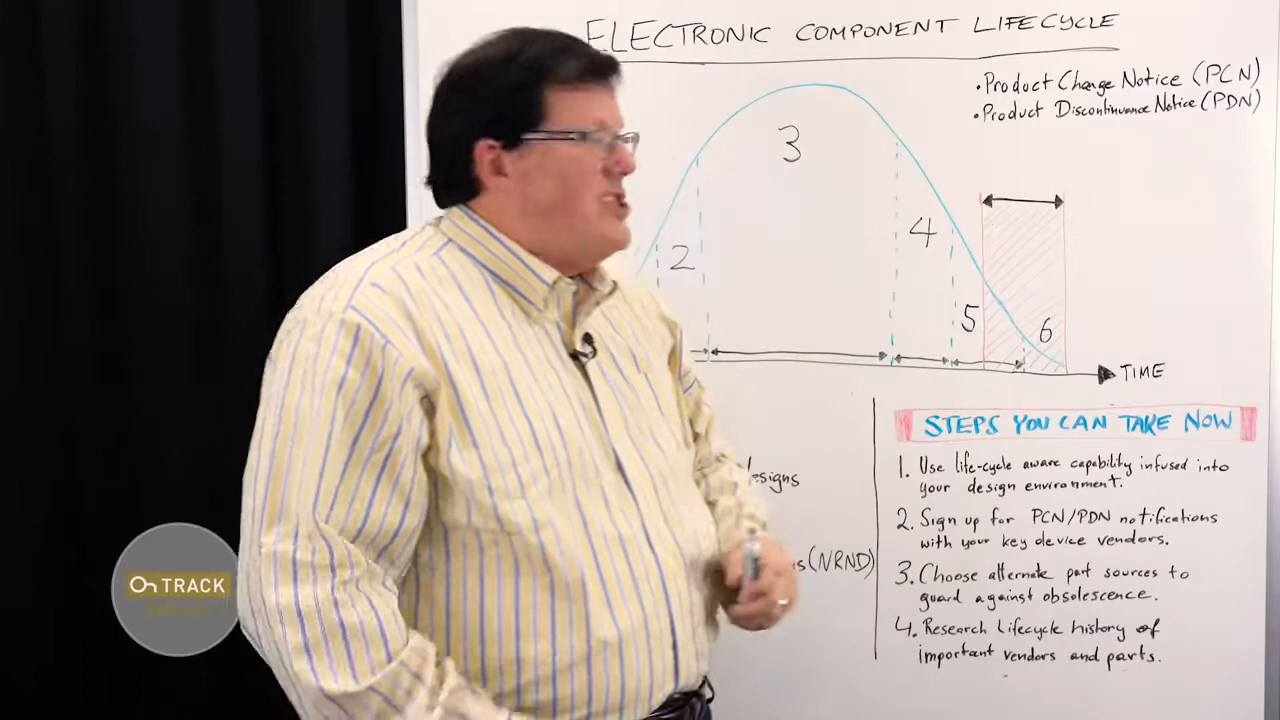 ELECTRONIC COMPONENT LIFECYCLE
• Product Change Notice (PCN)
• Product Discontinuance Notice (PDN)
3
2
4
5
6
TIME
STEPS YOU CAN TAKE NOW
1. Use life-cycle aware capability infused into
your design environment.
2. Sign up for PCN/PDN notifications
with your key device vendors.
3. Choose alternate part sources to
guard against obsolescence.
4. Research Lifecycle history of
important vendors and parts.
esigns
s (NRND)
On TRACK